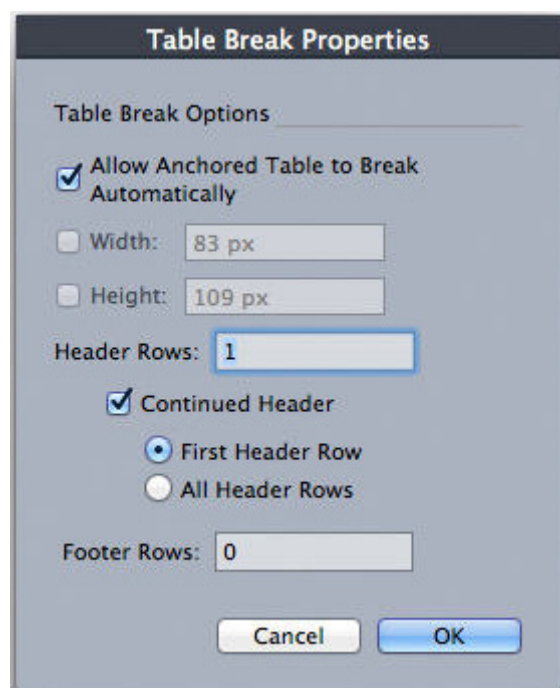 Table Break Properties
Table Break Options
Allow Anchored Table to Break
Automatically
Width: 83 px
Height: 109 px
Header Rows: 1
Continued Header
First Header Row
All Header Rows
Footer Rows: 0
Cancel OK